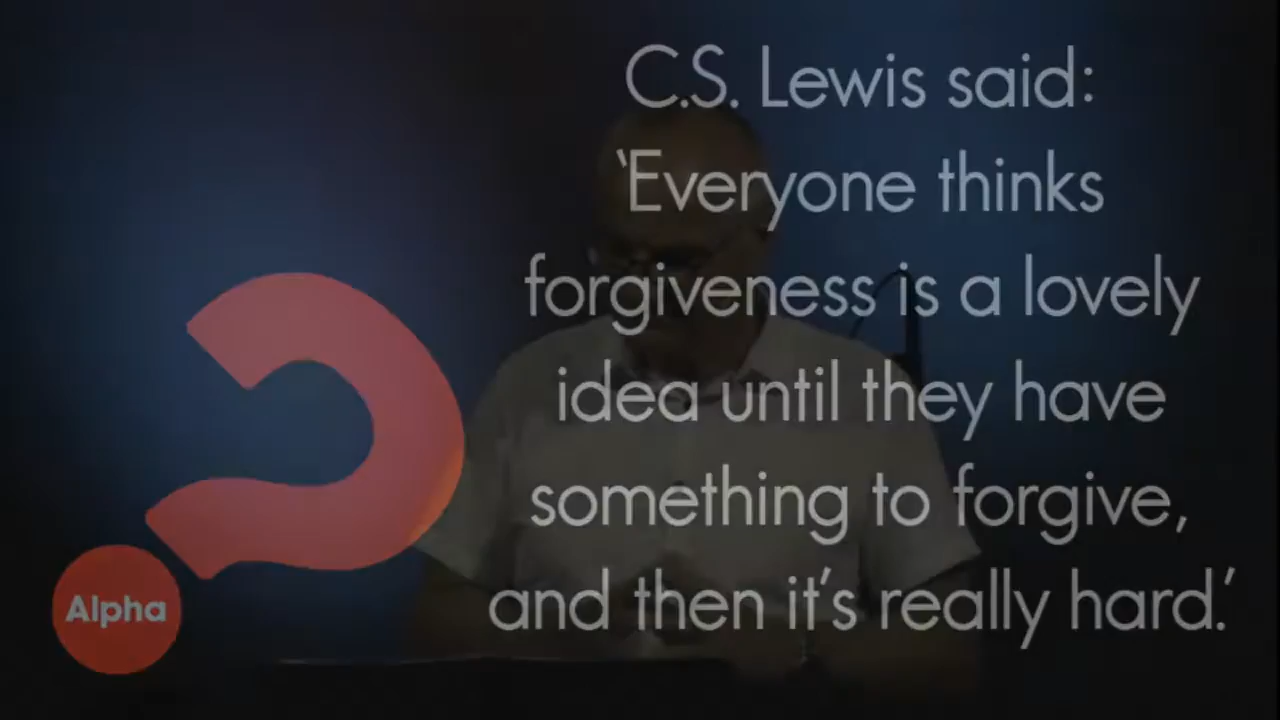 C.S. Lewis said:
‘Everyone thinks
forgiveness is a lovely
idea until they have
something to forgive,
and then it’s really hard.’
Alpha